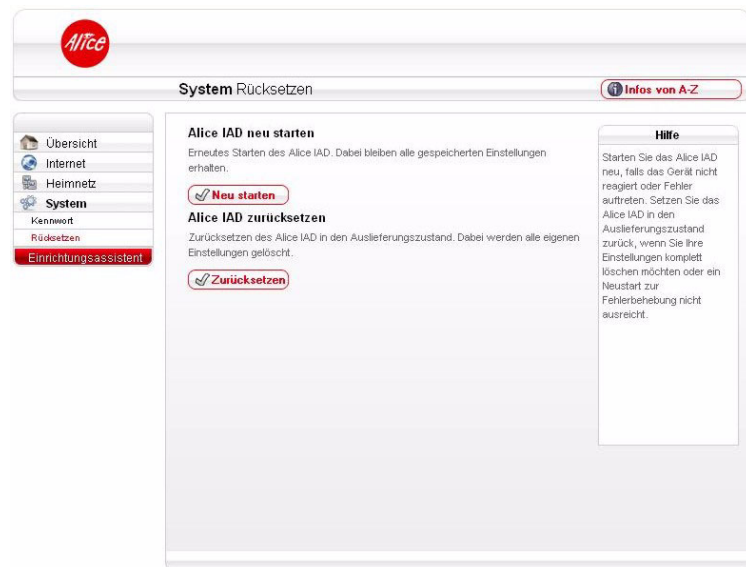 Alice
System Rücksetzen
Infos von A-Z
Übersicht
Internet
Heimnetz
System
Kennwort
Rücksetzen
Einrichtungsassistent
Alice IAD neu starten
Erneutes Starten des Alice IAD. Dabei bleiben alle gespeicherten Einstellungen
erhalten.
Neu starten
Alice IAD zurücksetzen
Zurücksetzen des Alice IAD in den Auslieferungszustand. Dabei werden alle eigenen
Einstellungen gelöscht.
Zurücksetzen
Hilfe
Starten Sie das Alice IAD
neu, falls das Gerät nicht
reagiert oder Fehler
auftreten. Setzen Sie das
Alice IAD in den
Auslieferungszustand
zurück, wenn Sie Ihre
Einstellungen komplett
löschen möchten oder ein
Neustart zur
Fehlerbehebung nicht
ausreicht.